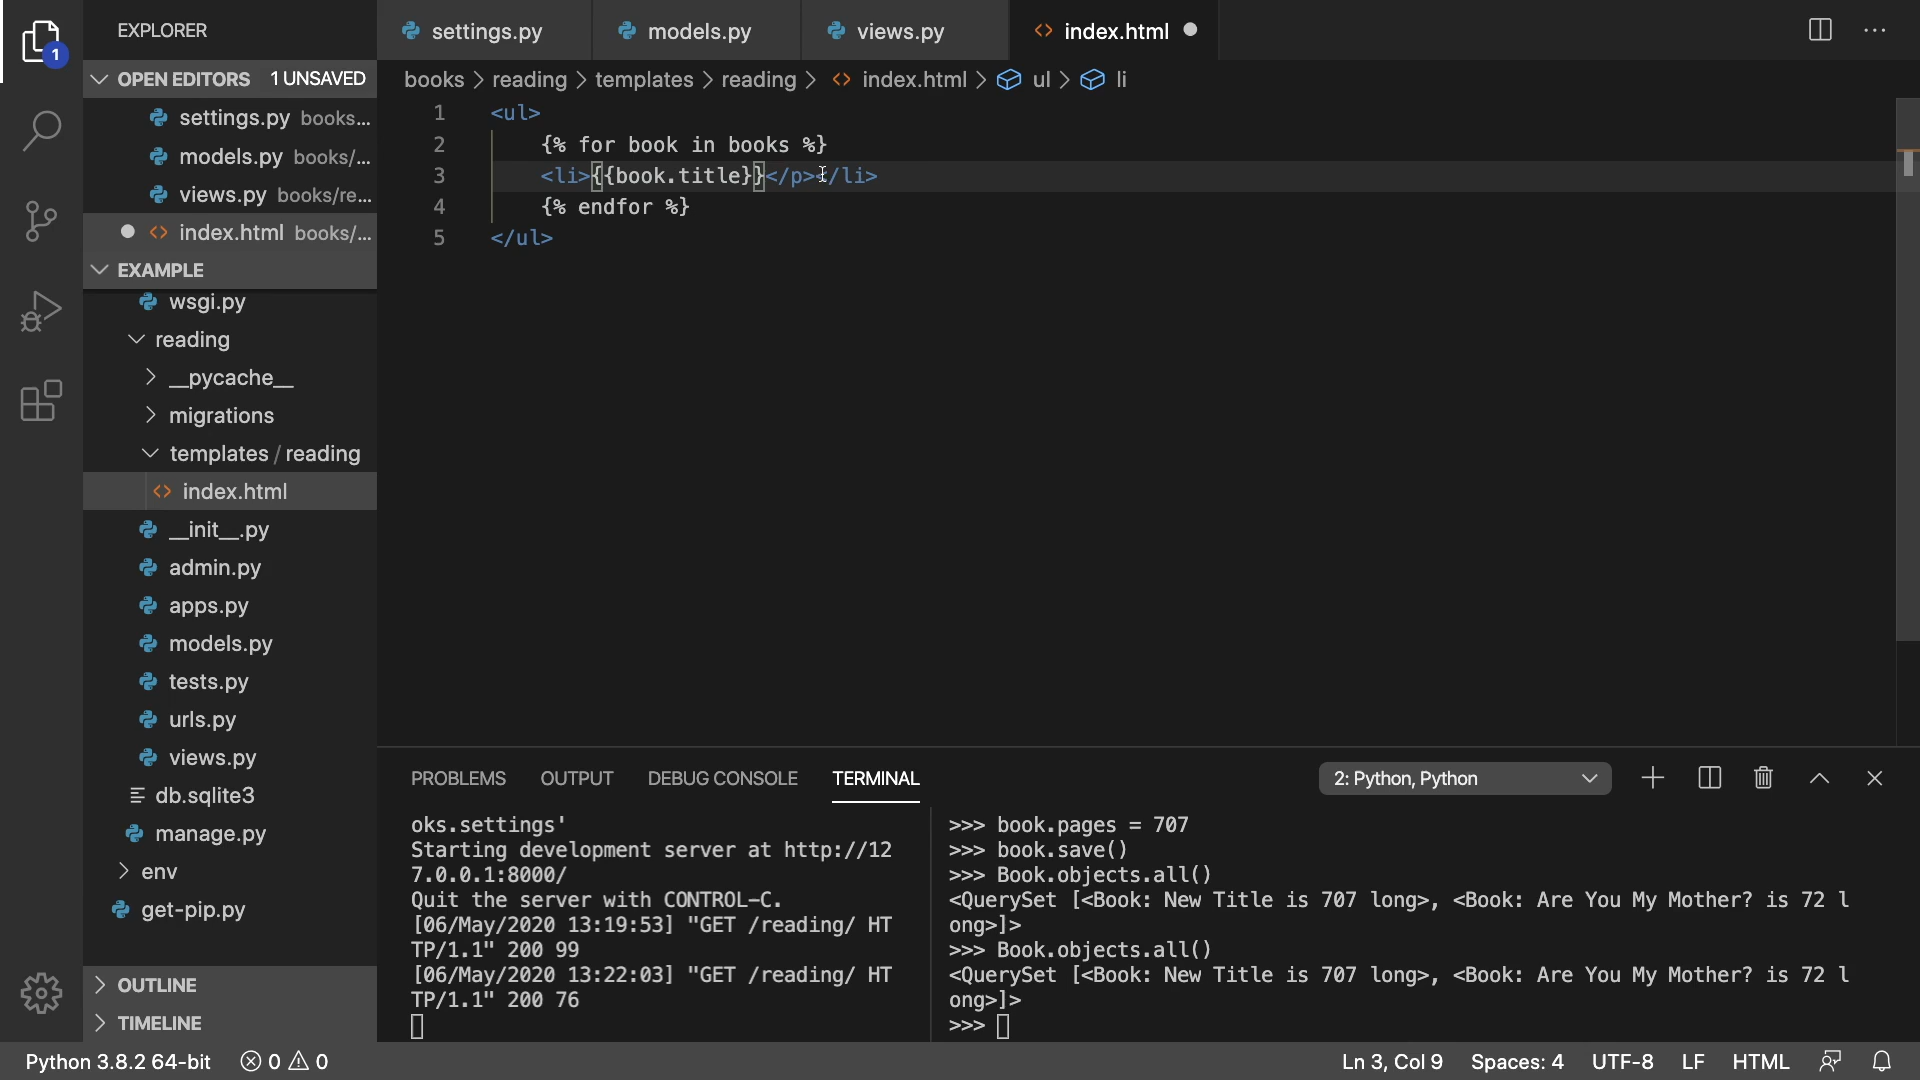 EXPLORER
settings.py
models.py
views.py
<> index.html
OPEN EDITORS 1 UNSAVED
books > reading > templates > reading > <> index.html > ul > li
settings.py books...
models.py books/...
views.py books/re...
<> index.html books/...
1 <ul>
2 {% for book in books %}
3 <li>{{book.title}}</p></li>
4 {% endfor %}
5 </ul>
EXAMPLE
wsgi.py
reading
__pycache__
migrations
templates / reading
<> index.html
__init__.py
admin.py
apps.py
models.py
tests.py
urls.py
views.py
db.sqlite3
manage.py
env
get-pip.py
OUTLINE
TIMELINE
PROBLEMS OUTPUT DEBUG CONSOLE TERMINAL
2: Python, Python
oks.settings'
Starting development server at http://12
7.0.0.1:8000/
Quit the server with CONTROL-C.
[06/May/2020 13:19:53] "GET /reading/ HT
TP/1.1" 200 99
[06/May/2020 13:22:03] "GET /reading/ HT
TP/1.1" 200 76
>>> book.pages = 707
>>> book.save()
>>> Book.objects.all()
<QuerySet [<Book: New Title is 707 long>, <Book: Are You My Mother? is 72 l
ong>]>
>>> Book.objects.all()
<QuerySet [<Book: New Title is 707 long>, <Book: Are You My Mother? is 72 l
ong>]>
>>>
1
Python 3.8.2 64-bit 0 0
Ln 3, Col 9 Spaces: 4 UTF-8 LF HTML